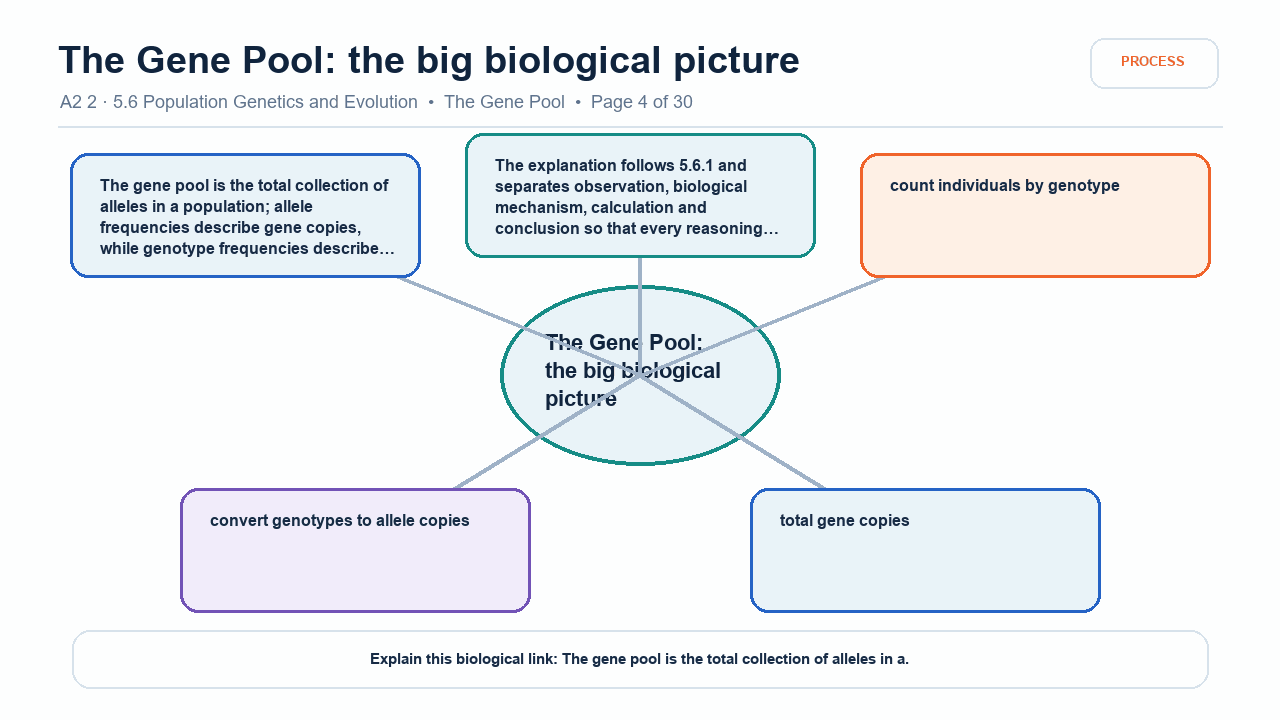 The Gene Pool: the big biological picture
PROCESS
A2 2 · 5.6 Population Genetics and Evolution • The Gene Pool • Page 4 of 30
The gene pool is the total collection of
alleles in a population; allele
frequencies describe gene copies,
while genotype frequencies describe…
The explanation follows 5.6.1 and
separates observation, biological
mechanism, calculation and
conclusion so that every reasoning…
count individuals by genotype
The Gene Pool:
the big biological
picture
convert genotypes to allele copies
total gene copies
Explain this biological link: The gene pool is the total collection of alleles in a.